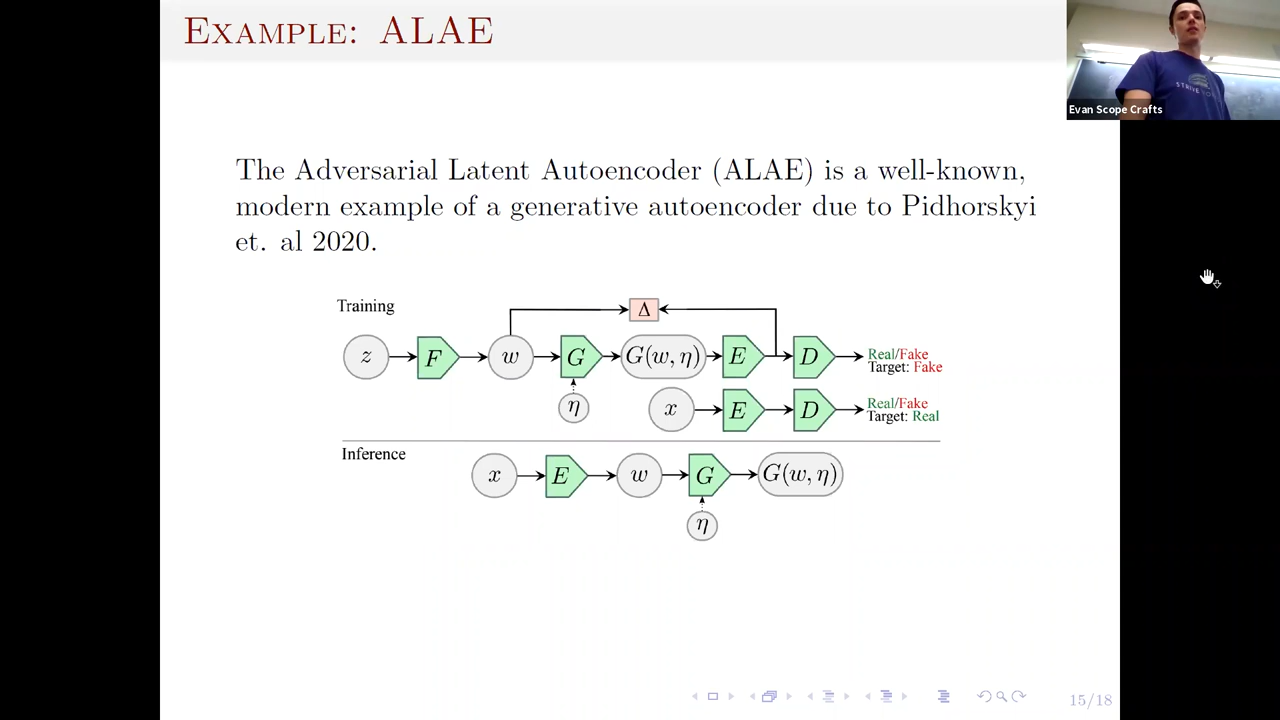 EXAMPLE: ALAE
STRIVE
Evan Scope Crafts
The Adversarial Latent Autoencoder (ALAE) is a well-known,
modern example of a generative autoencoder due to Pidhorskyi
et. al 2020.
Training
Δ
z F w G G(w, η) E D Real/Fake
Target: Fake
η x E D Real/Fake
Target: Real
Inference
x E w G G(w, η)
η
15/18